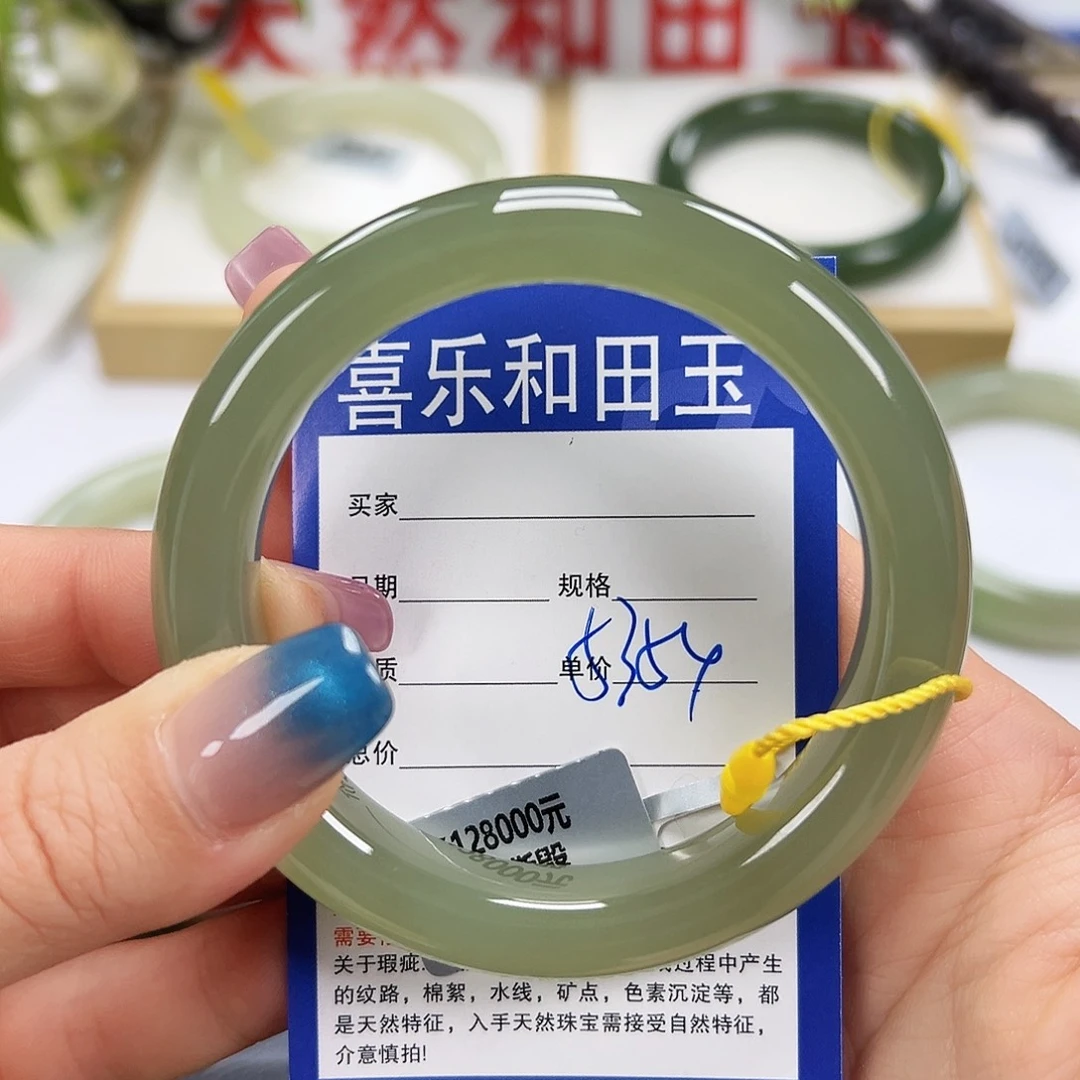 天然和田玉
喜乐和田玉
买家
日期 规格
质 单价
5354
总价
128000元
需要
关于瑕疵 过程中产生
的纹路，棉絮，水线，矿点，色素沉淀等，都
是天然特征，入手天然珠宝需接受自然特征，
介意慎拍!